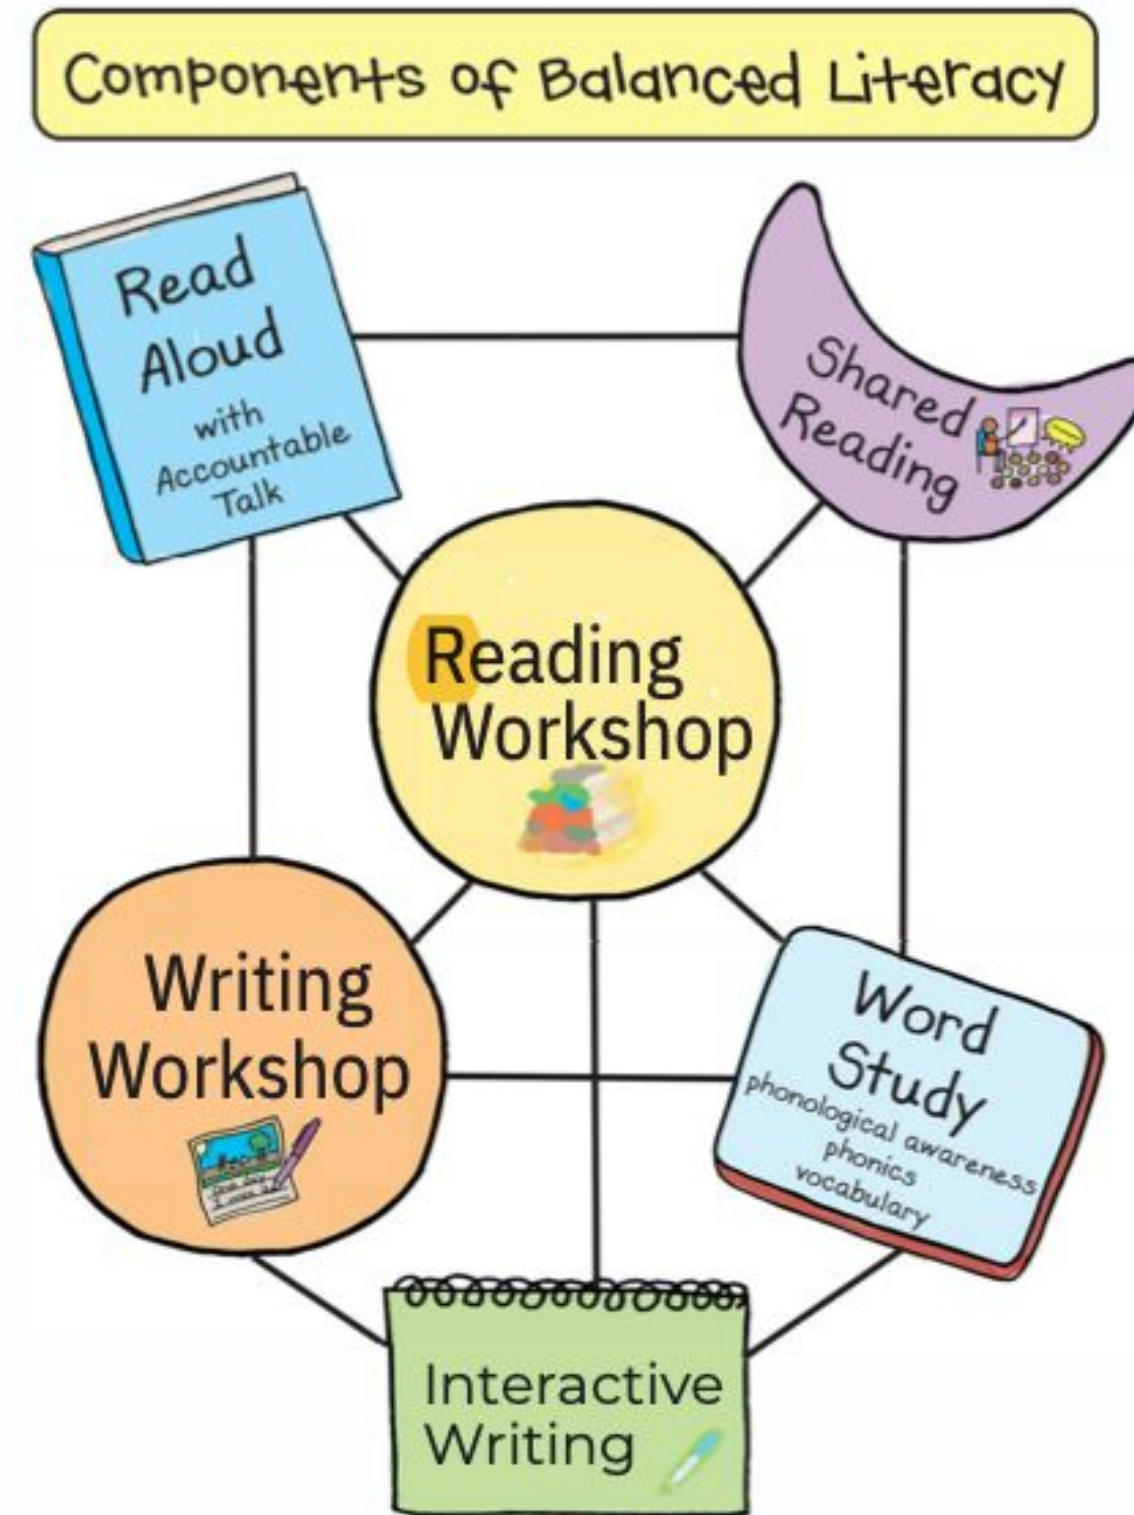 Components of Balanced Literacy
Read
Aloud
with
Accountable
Talk
Shared
Reading
Reading
Workshop
Writing
Workshop
Word
Study
phonological awareness
phonics
vocabulary
Interactive
Writing